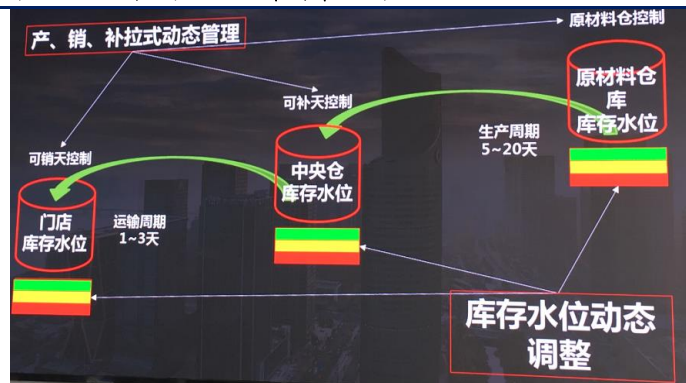 产、销、补拉式动态管理
原材料仓控制
原材料仓
库
库存水位
可补天控制
生产周期
5~20天
中央仓
库存水位
可销天控制
门店
库存水位
运输周期
1~3天
库存水位动态
调整